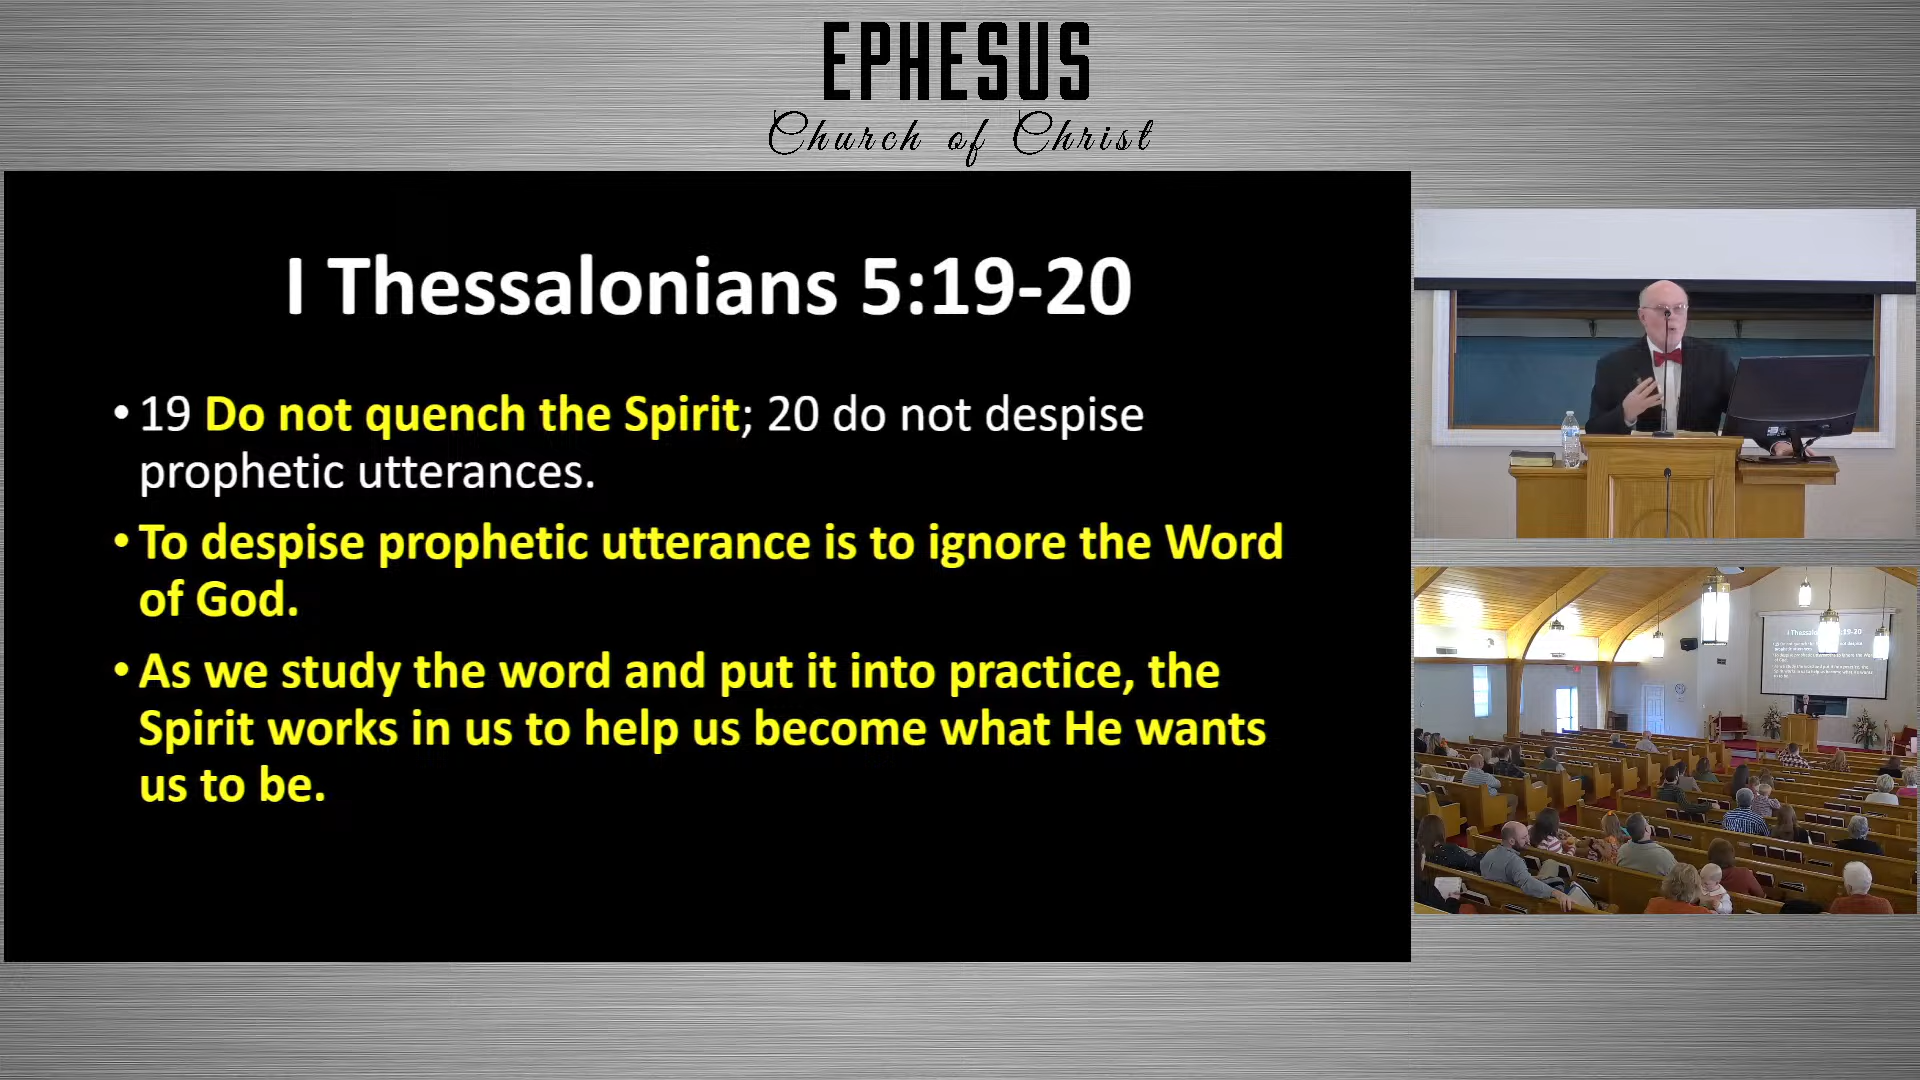 EPHESUS
Church of Christ
I Thessalonians 5:19-20
• 19 Do not quench the Spirit; 20 do not despise
prophetic utterances.
• To despise prophetic utterance is to ignore the Word
of God.
• As we study the word and put it into practice, the
Spirit works in us to help us become what He wants
us to be.